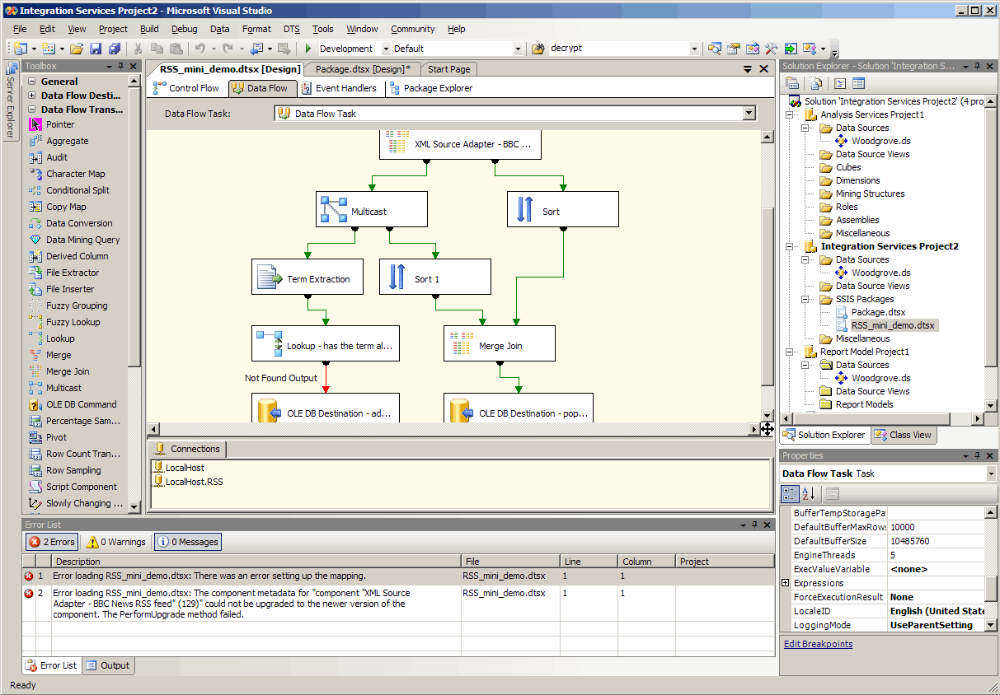 Integration Services Project2 - Microsoft Visual Studio
File Edit View Project Build Debug Data Format DTS Tools Window Community Help
Development Default decrypt
Server Explorer
Toolbox
General
Data Flow Desti...
Data Flow Trans...
Pointer
Aggregate
Audit
Character Map
Conditional Split
Copy Map
Data Conversion
Data Mining Query
Derived Column
File Extractor
File Inserter
Fuzzy Grouping
Fuzzy Lookup
Lookup
Merge
Merge Join
Multicast
OLE DB Command
Percentage Sam...
Pivot
Row Count Tran...
Row Sampling
Script Component
Slowly Changing ...
RSS_mini_demo.dtsx [Design] Package.dtsx [Design]* Start Page
Control Flow Data Flow Event Handlers Package Explorer
Data Flow Task: Data Flow Task
XML Source Adapter - BBC ...
Multicast
Sort
Term Extraction
Sort 1
Lookup - has the term al...
Merge Join
Not Found Output
OLE DB Destination - ad...
OLE DB Destination - pop...
Connections
LocalHost
LocalHost.RSS
Solution Explorer - Solution 'Integration S...
Solution 'Integration Services Project2' (4 pro
Analysis Services Project1
Data Sources
Woodgrove.ds
Data Source Views
Cubes
Dimensions
Mining Structures
Roles
Assemblies
Miscellaneous
Integration Services Project2
Data Sources
Woodgrove.ds
Data Source Views
SSIS Packages
Package.dtsx
RSS_mini_demo.dtsx
Miscellaneous
Report Model Project1
Data Sources
Woodgrove.ds
Data Source Views
Report Models
Solution Explorer Class View
Properties
Data Flow Task Task
BufferTempStoragePat
DefaultBufferMaxRows 10000
DefaultBufferSize 10485760
EngineThreads 5
ExecValueVariable <none>
Expressions
ForceExecutionResult None
LocaleID English (United State
LoggingMode UseParentSetting
Edit Breakpoints
Error List
2 Errors 0 Warnings 0 Messages
Description File Line Column Project
1 Error loading RSS_mini_demo.dtsx: There was an error setting up the mapping. RSS_mini_demo.dtsx 1 1
2 Error loading RSS_mini_demo.dtsx: The component metadata for "component "XML Source RSS_mini_demo.dtsx 1 1
Adapter - BBC News RSS feed" (129)" could not be upgraded to the newer version of the
component. The PerformUpgrade method failed.
Error List Output
Ready